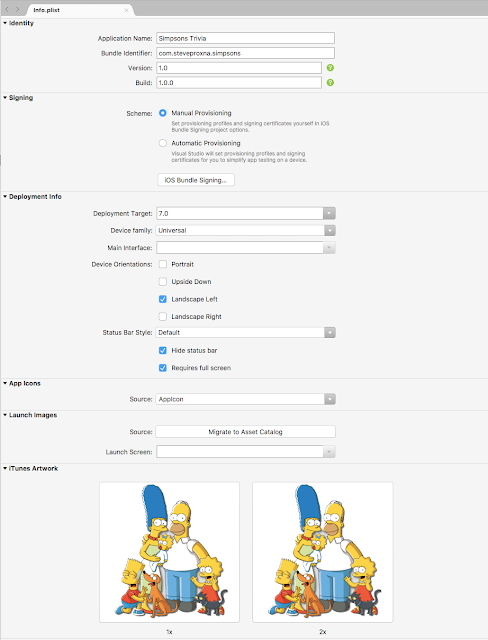 Info.plist
Identity
Application Name: Simpsons Trivia
Bundle Identifier: com.steveproxna.simpsons
Version: 1.0
Build: 1.0.0
Signing
Scheme: Manual Provisioning
Set provisioning profiles and signing certificates yourself in iOS
Bundle Signing project options.
Automatic Provisioning
Visual Studio will set provisioning profiles and signing
certificates for you to simplify app testing on a device.
iOS Bundle Signing...
Deployment Info
Deployment Target: 7.0
Device family: Universal
Main Interface:
Device Orientations: Portrait
Upside Down
Landscape Left
Landscape Right
Status Bar Style: Default
Hide status bar
Requires full screen
App Icons
Source: AppIcon
Launch Images
Source: Migrate to Asset Catalog
Launch Screen:
iTunes Artwork
1x 2x